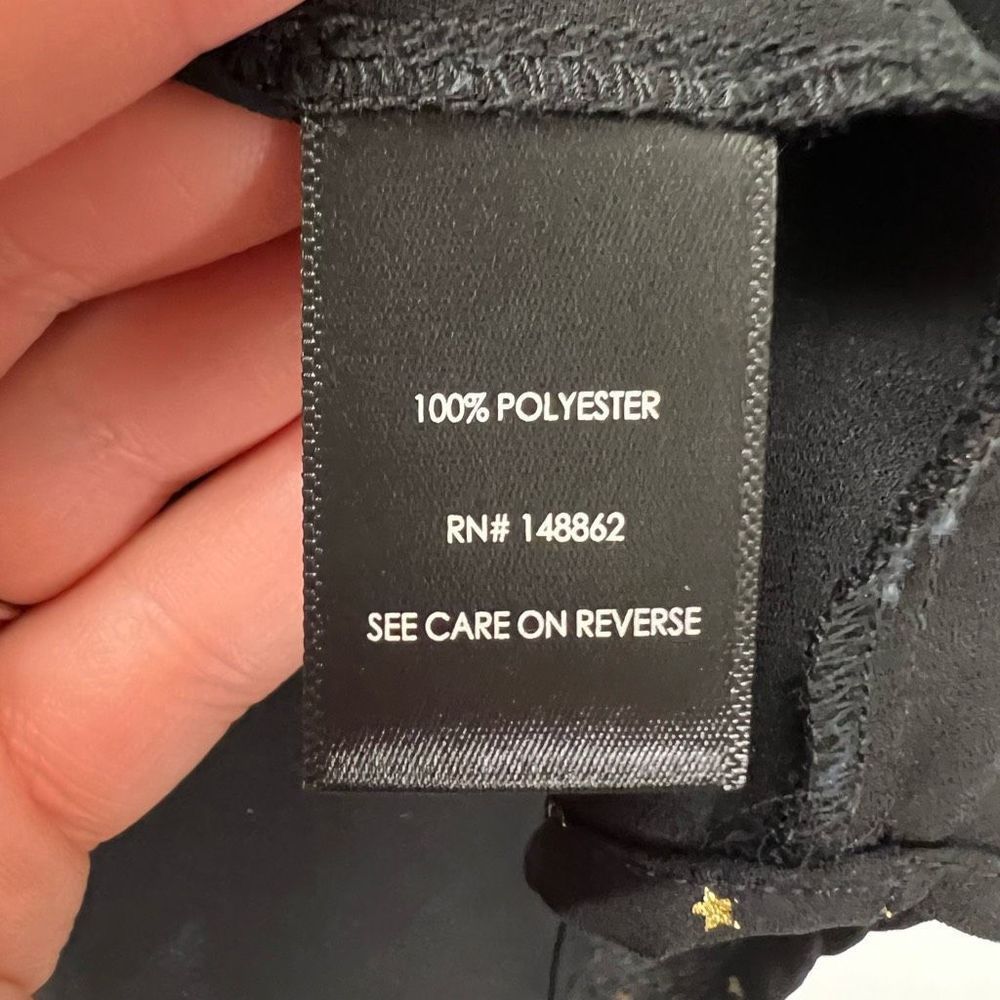 100% POLYESTER
RN# 148862
SEE CARE ON REVERSE